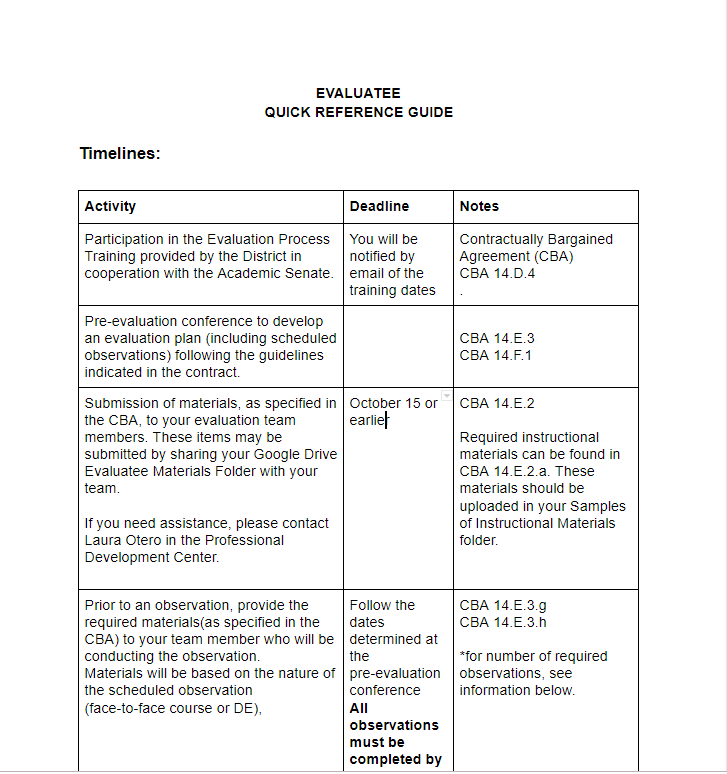 EVALUATEE
QUICK REFERENCE GUIDE
Timelines:
Activity
Deadline
Notes
Participation in the Evaluation Process
Training provided by the District in
cooperation with the Academic Senate.
You will be
notified by
email of the
training dates
Contractually Bargained
Agreement (CBA)
CBA 14.D.4
.
Pre-evaluation conference to develop
an evaluation plan (including scheduled
observations) following the guidelines
indicated in the contract.
CBA 14.E.3
CBA 14.F.1
Submission of materials, as specified in
the CBA, to your evaluation team
members. These items may be
submitted by sharing your Google Drive
Evaluatee Materials Folder with your
team.
If you need assistance, please contact
Laura Otero in the Professional
Development Center.
October 15 or
earlier
CBA 14.E.2
Required instructional
materials can be found in
CBA 14.E.2.a. These
materials should be
uploaded in your Samples
of Instructional Materials
folder.
Prior to an observation, provide the
required materials(as specified in the
CBA) to your team member who will be
conducting the observation.
Materials will be based on the nature of
the scheduled observation
(face-to-face course or DE),
Follow the
dates
determined at
the
pre-evaluation
conference
All
observations
must be
completed by
CBA 14.E.3.g
CBA 14.E.3.h
*for number of required
observations, see
information below.